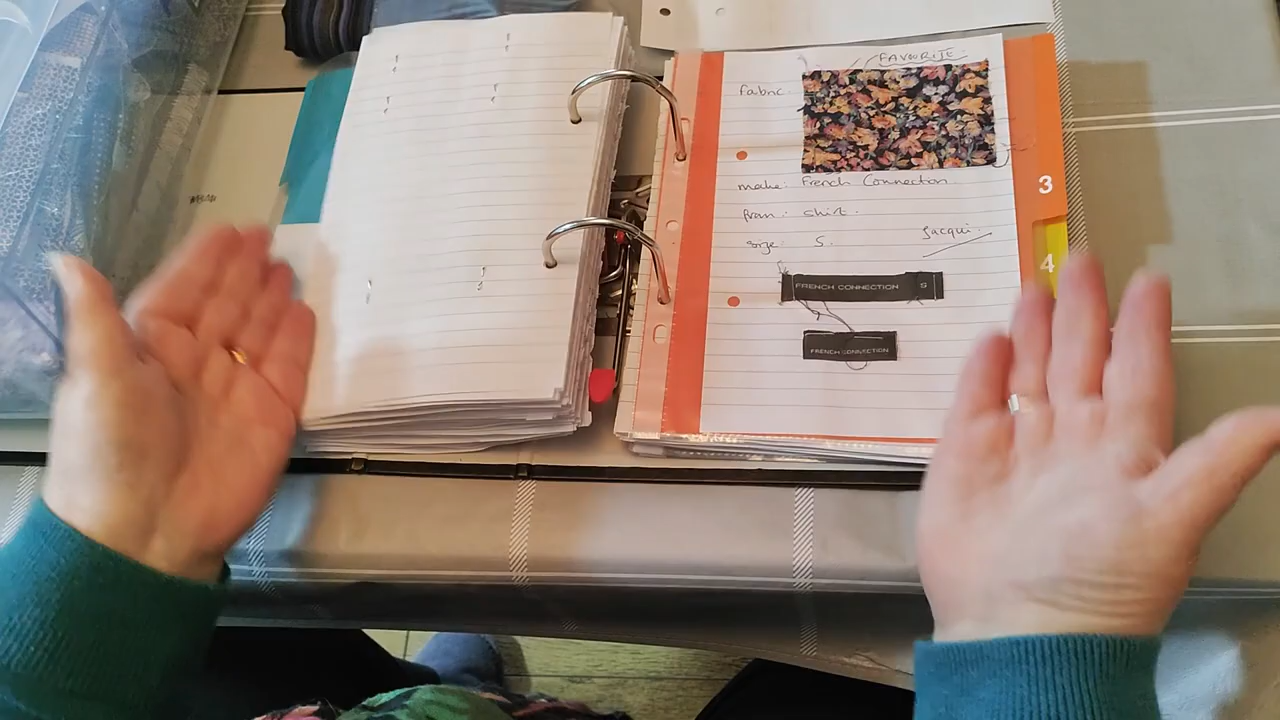 FAVOURITE
fabric
make: French Connection
from: shirt.
size: S.
Jacqui.
FRENCH CONNECTION S
FRENCH CONNECTION
3
4